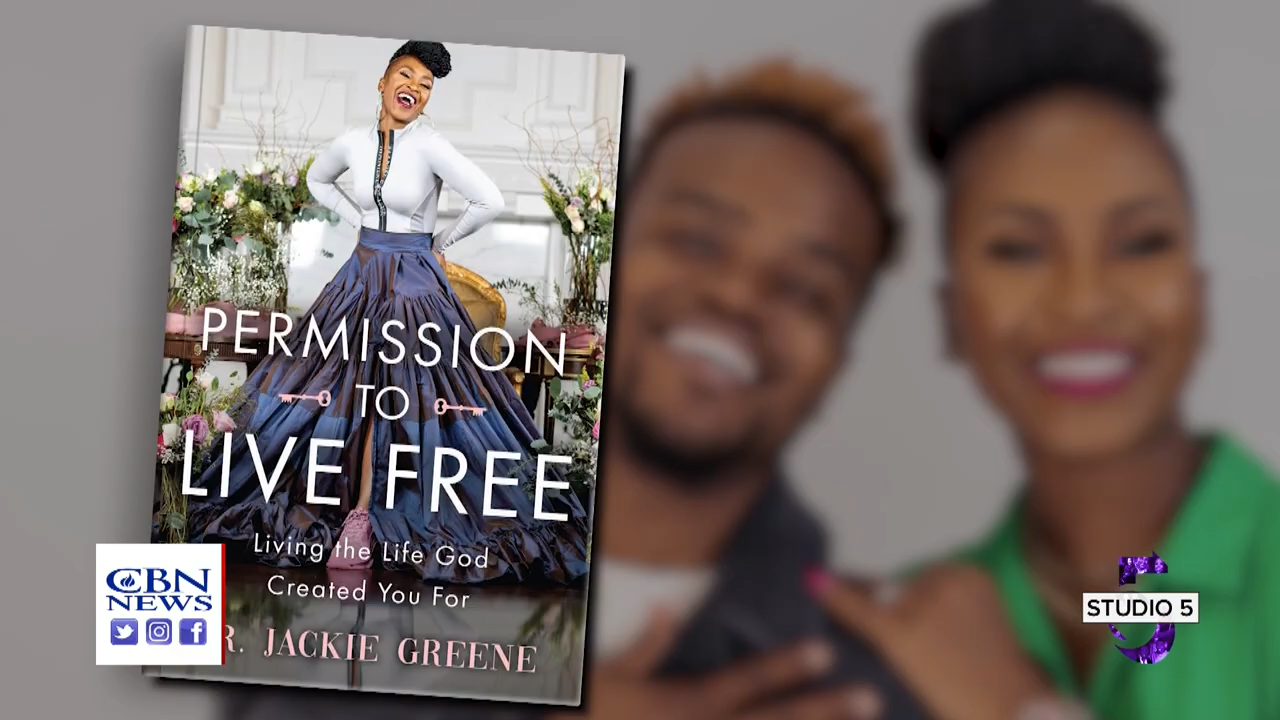 PERMISSION
TO
LIVE FREE
Living the Life God
Created You For
R. JACKIE GREENE
CBN
NEWS
STUDIO 5